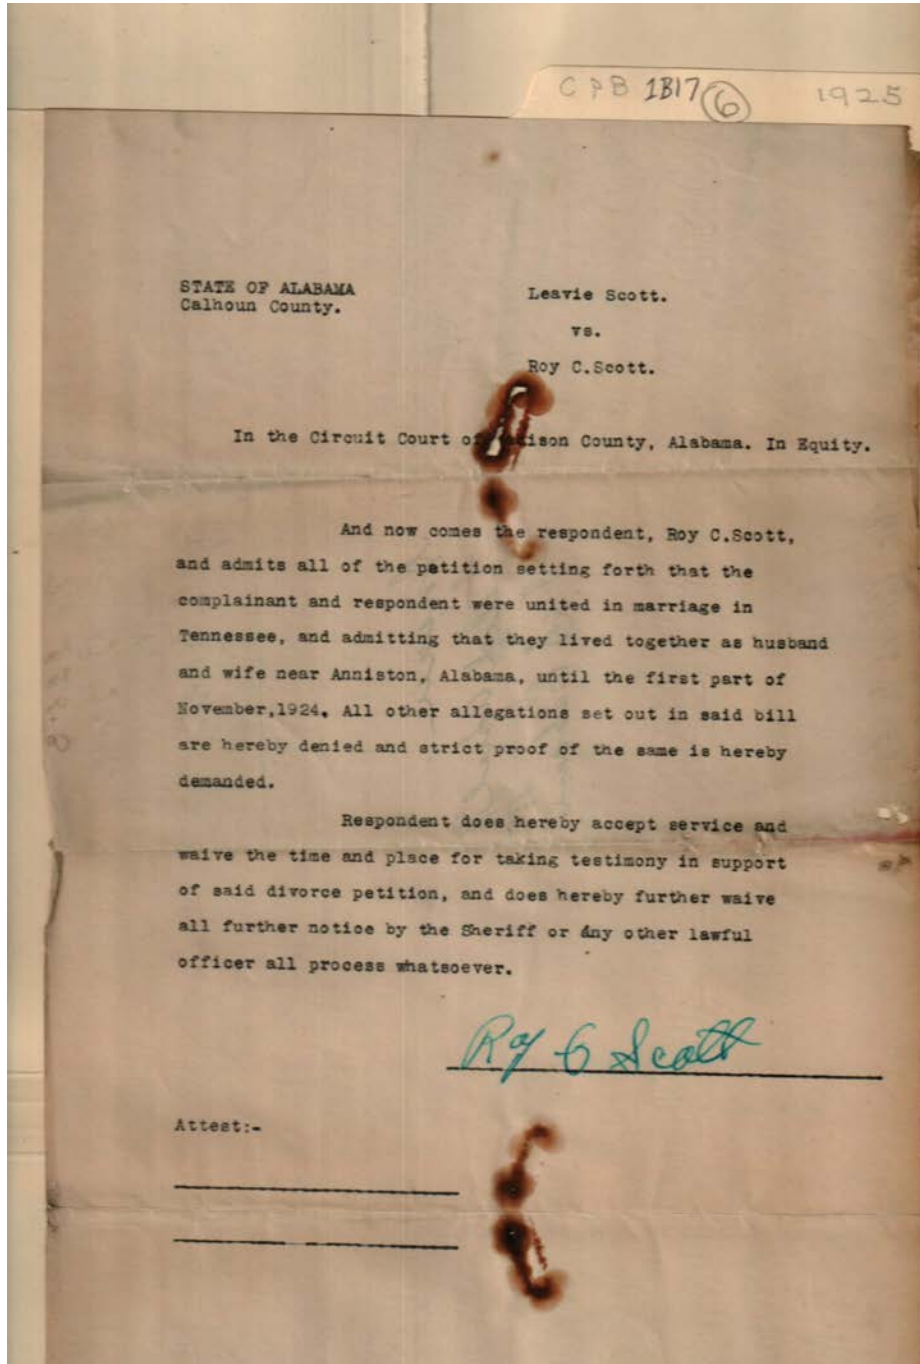 CPB 1B17 6 1925
STATE OF ALABAMA
Calhoun County.
Leavie Scott.
vs.
Roy C.Scott.
In the Circuit Court of ison County, Alabama. In Equity.
And now comes the respondent, Roy C.Scott,
and admits all of the petition setting forth that the
complainant and respondent were united in marriage in
Tennessee, and admitting that they lived together as husband
and wife near Anniston, Alabama, until the first part of
November,1924. All other allegations set out in said bill
are hereby denied and strict proof of the same is hereby
demanded.
Respondent does hereby accept service and
waive the time and place for taking testimony in support
of said divorce petition, and does hereby further waive
all further notice by the Sheriff or any other lawful
officer all process whatsoever.
Roy C Scott
Attest:-